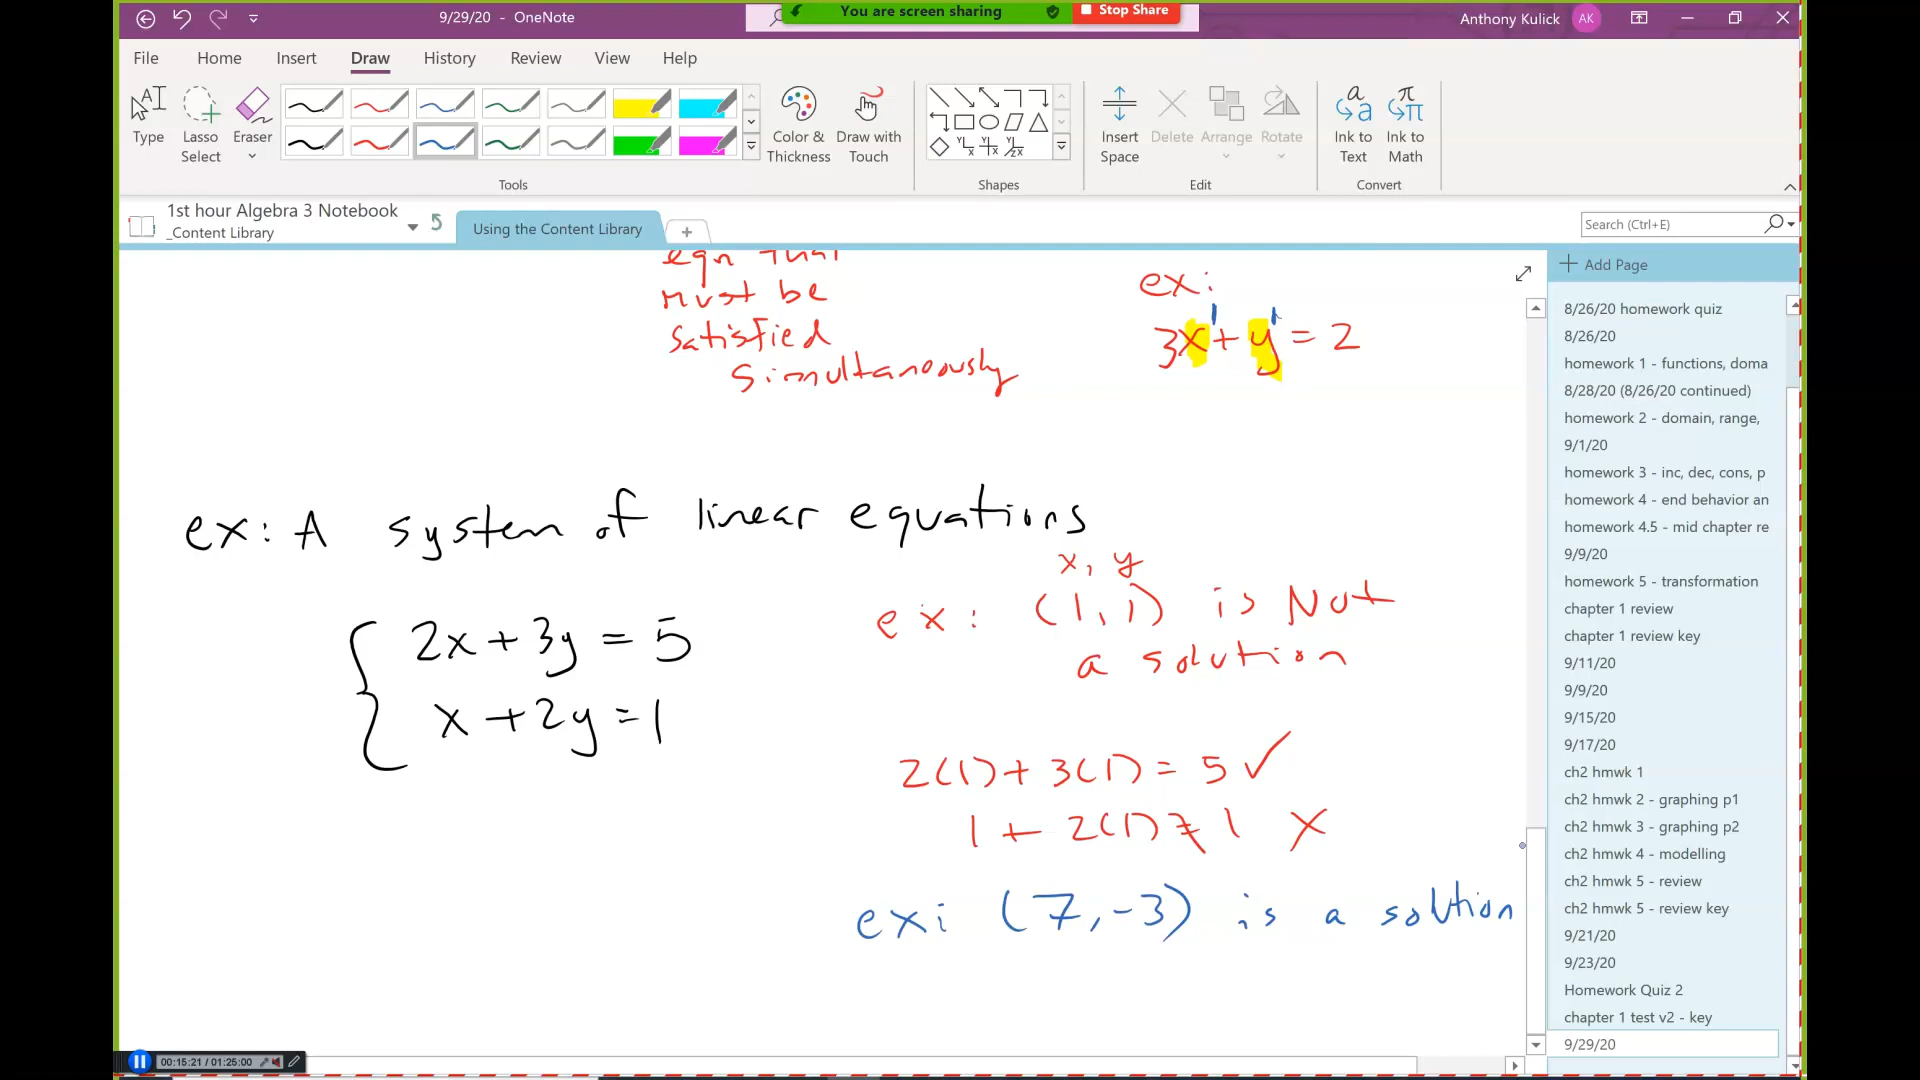 9/29/20 - OneNote
You are screen sharing
Stop Share
Anthony Kulick
AK
File Home Insert Draw History Review View Help
Type
Lasso Select
Eraser
Color & Thickness
Draw with Touch
Insert Space
Delete
Arrange
Rotate
Ink to Text
Ink to Math
Tools
Shapes
Edit
Convert
1st hour Algebra 3 Notebook
_Content Library
Using the Content Library
Search (Ctrl+E)
Add Page
8/26/20 homework quiz
8/26/20
homework 1 - functions, doma
8/28/20 (8/26/20 continued)
homework 2 - domain, range,
9/1/20
homework 3 - inc, dec, cons, p
homework 4 - end behavior an
homework 4.5 - mid chapter re
9/9/20
homework 5 - transformation
chapter 1 review
chapter 1 review key
9/11/20
9/9/20
9/15/20
9/17/20
ch2 hmwk 1
ch2 hmwk 2 - graphing p1
ch2 hmwk 3 - graphing p2
ch2 hmwk 4 - modelling
ch2 hmwk 5 - review
ch2 hmwk 5 - review key
9/21/20
9/23/20
Homework Quiz 2
chapter 1 test v2 - key
9/29/20
eqn that
must be
satisfied
simultaneously
ex:
3x¹ + y¹ = 2
ex: A system of linear equations
2x + 3y = 5
x + 2y = 1
x, y
ex: (1, 1) is Not
a solution
2(1) + 3(1) = 5 ✓
1 + 2(1) ≠ 1 X
ex: (7, -3) is a soltion
00:15:21 / 01:25:00